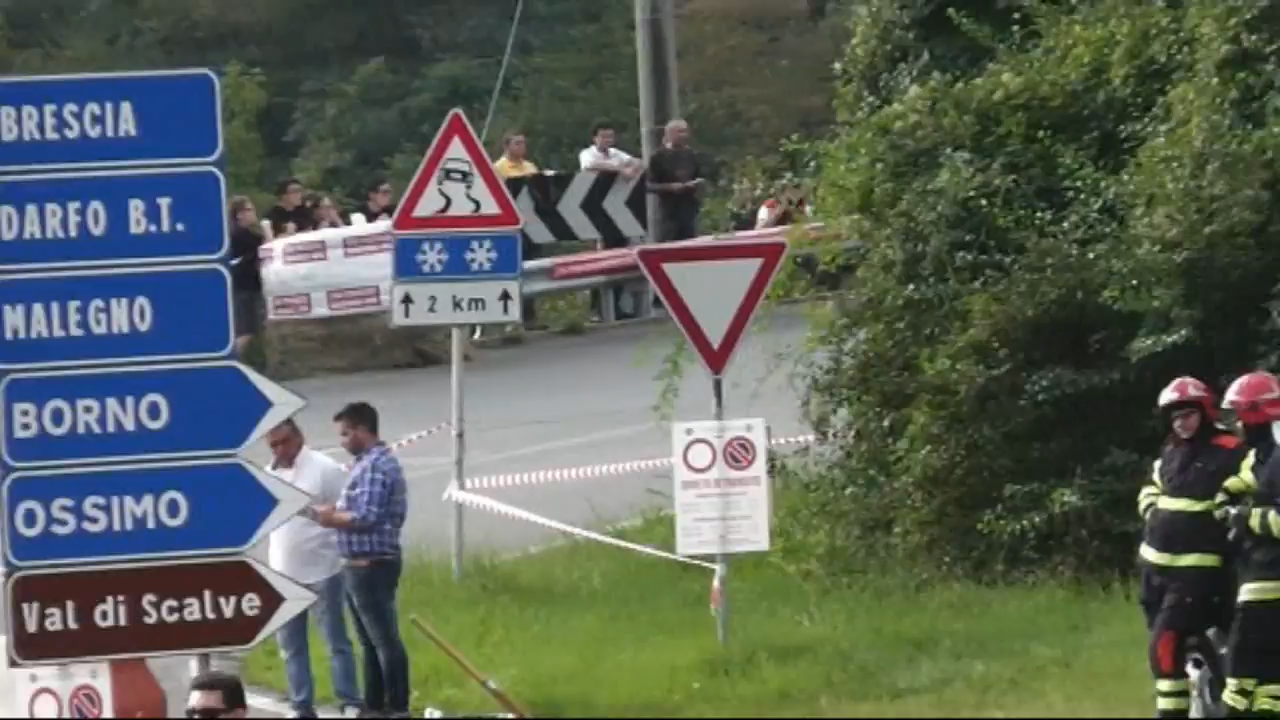 BRESCIA
DARFO B.T.
MALEGNO
BORNO
OSSIMO
Val di Scalve
2 km